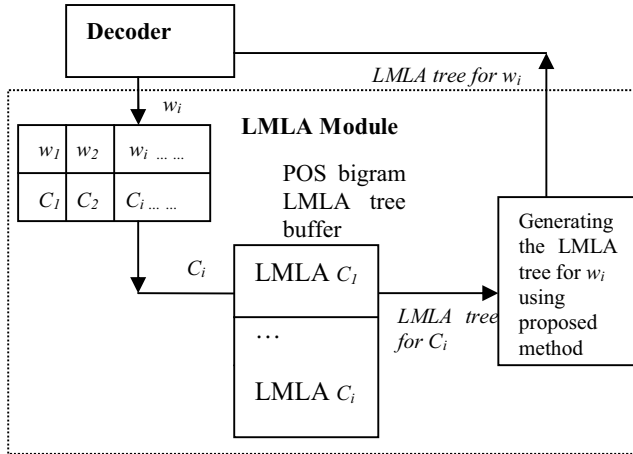 Decoder
LMLA tree for wi
wi
LMLA Module
w1 w2 wi ... ...
C1 C2 Ci ... ...
POS bigram
LMLA tree
buffer
Ci
LMLA C1
...
LMLA Ci
LMLA tree
for Ci
Generating
the LMLA
tree for wi
using
proposed
method